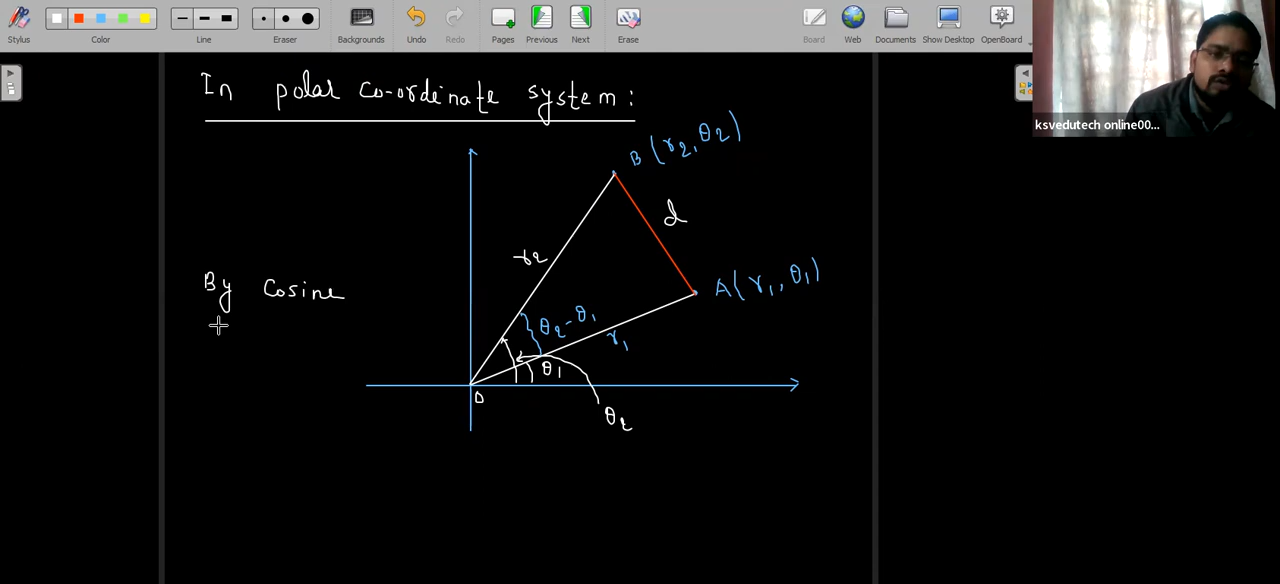 Stylus
Color
Line
Eraser
Backgrounds
Undo
Redo
Pages
Previous
Next
Erase
Board
Web
Documents
Show Desktop
OpenBoard
ksvedutech online00...
In polar co-ordinate system:
B (r2, θ2)
d
r2
By Cosine
A (r1, θ1)
θ2 - θ1
r1
θ1
O
θ2